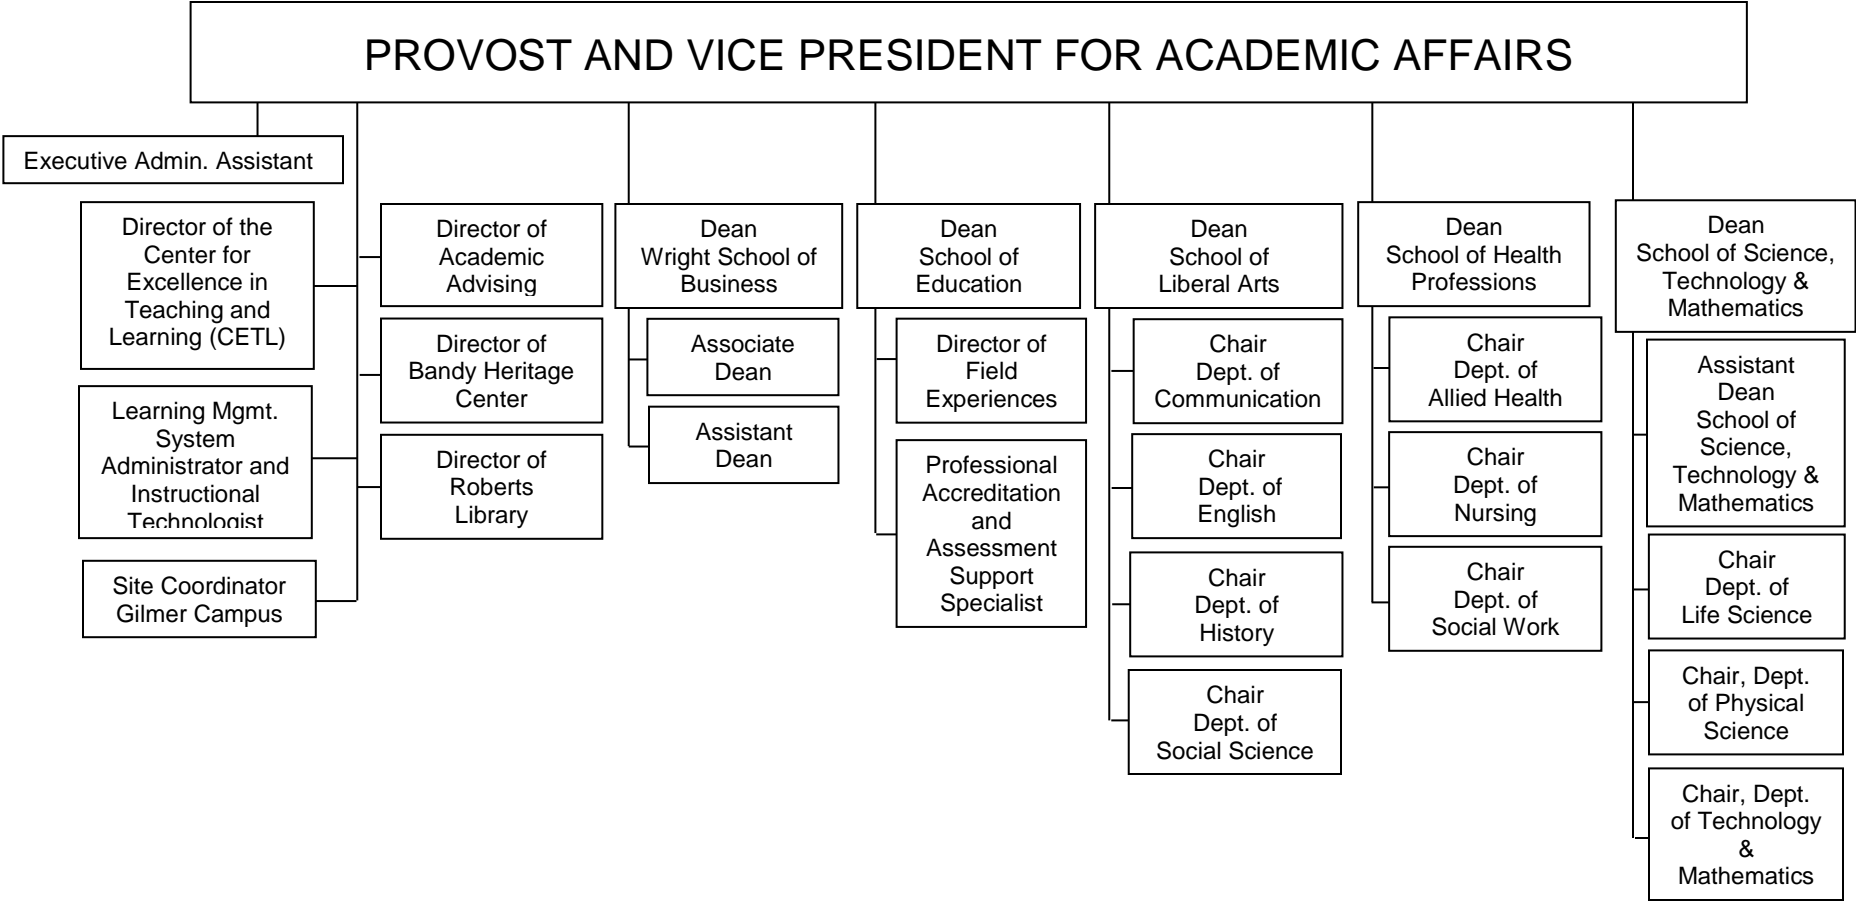 PROVOST AND VICE PRESIDENT FOR ACADEMIC AFFAIRS
Executive Admin. Assistant
Director of the
Center for
Excellence in
Teaching and
Learning (CETL)
Learning Mgmt.
System
Administrator and
Instructional
Technologist
Site Coordinator
Gilmer Campus
Director of
Academic
Advising
Director of
Bandy Heritage
Center
Director of
Roberts
Library
Dean
Wright School of
Business
Associate
Dean
Assistant
Dean
Dean
School of
Education
Director of
Field
Experiences
Professional
Accreditation
and
Assessment
Support
Specialist
Dean
School of
Liberal Arts
Chair
Dept. of
Communication
Chair
Dept. of
English
Chair
Dept. of
History
Chair
Dept. of
Social Science
Dean
School of Health
Professions
Chair
Dept. of
Allied Health
Chair
Dept. of
Nursing
Chair
Dept. of
Social Work
Dean
School of Science,
Technology &
Mathematics
Assistant
Dean
School of
Science,
Technology &
Mathematics
Chair
Dept. of
Life Science
Chair, Dept.
of Physical
Science
Chair, Dept.
of Technology
&
Mathematics